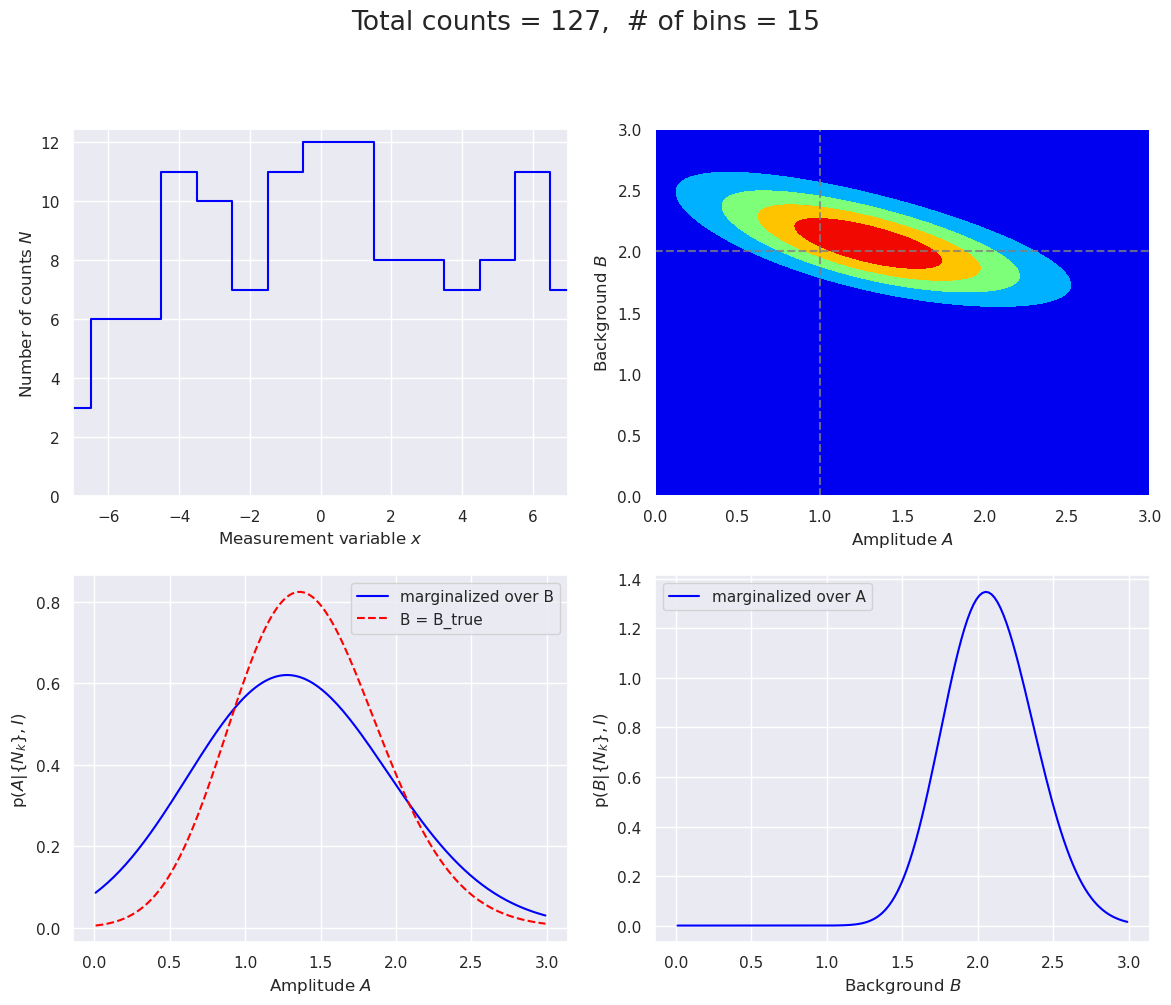 Total counts = 127,  # of bins = 15
12
10
8
6
4
2
0
Number of counts N
−6 −4 −2 0 2 4 6
Measurement variable x
3.0
2.5
2.0
1.5
1.0
0.5
0.0
Background B
0.0 0.5 1.0 1.5 2.0 2.5 3.0
Amplitude A
0.8
0.6
0.4
0.2
0.0
p(A|{N_k}, I)
marginalized over B
B = B_true
0.0 0.5 1.0 1.5 2.0 2.5 3.0
Amplitude A
1.4
1.2
1.0
0.8
0.6
0.4
0.2
0.0
p(B|{N_k}, I)
marginalized over A
0.0 0.5 1.0 1.5 2.0 2.5 3.0
Background B